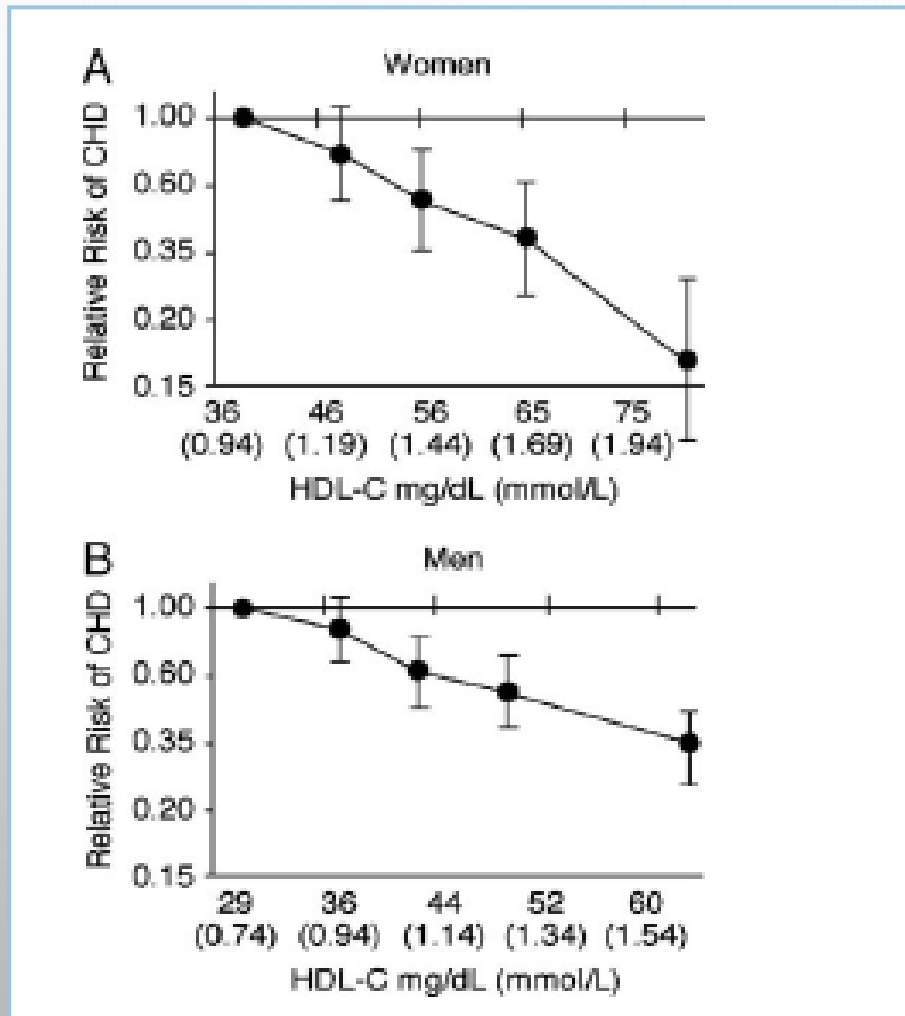 A
Women
Relative Risk of CHD
1.00
0.60
0.35
0.20
0.15
36 46 56 65 75
(0.94) (1.19) (1.44) (1.69) (1.94)
HDL-C mg/dL (mmol/L)
B
Men
Relative Risk of CHD
1.00
0.60
0.35
0.20
0.15
29 36 44 52 60
(0.74) (0.94) (1.14) (1.34) (1.54)
HDL-C mg/dL (mmol/L)